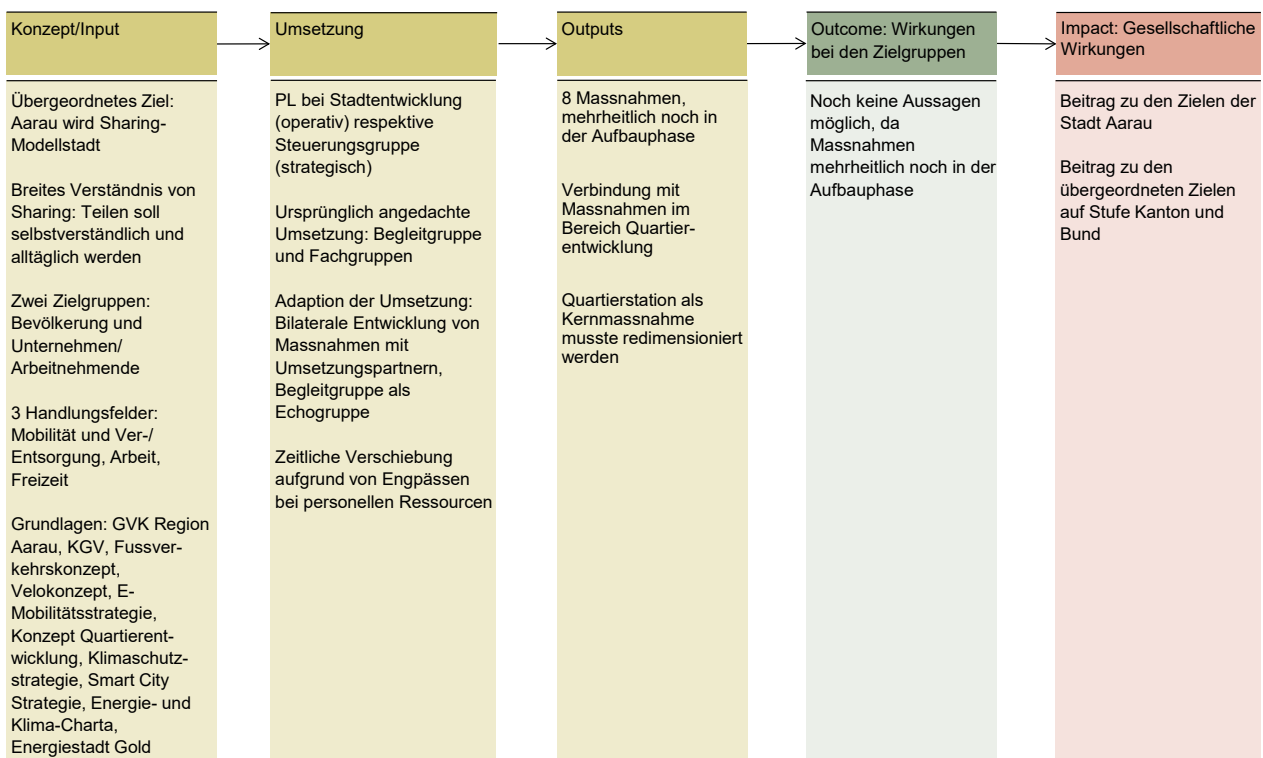 Konzept/Input
Übergeordnetes Ziel:
Aarau wird Sharing-
Modellstadt
Breites Verständnis von
Sharing: Teilen soll
selbstverständlich und
alltäglich werden
Zwei Zielgruppen:
Bevölkerung und
Unternehmen/
Arbeitnehmende
3 Handlungsfelder:
Mobilität und Ver-/
Entsorgung, Arbeit,
Freizeit
Grundlagen: GVK Region
Aarau, KGV, Fussver-
kehrskonzept,
Velokonzept, E-
Mobilitätsstrategie,
Konzept Quartierent-
wicklung, Klimaschutz-
strategie, Smart City
Strategie, Energie- und
Klima-Charta,
Energiestadt Gold
Umsetzung
PL bei Stadtentwicklung
(operativ) respektive
Steuerungsgruppe
(strategisch)
Ursprünglich angedachte
Umsetzung: Begleitgruppe
und Fachgruppen
Adaption der Umsetzung:
Bilaterale Entwicklung von
Massnahmen mit
Umsetzungspartnern,
Begleitgruppe als
Echogruppe
Zeitliche Verschiebung
aufgrund von Engpässen
bei personellen Ressourcen
Outputs
8 Massnahmen,
mehrheitlich noch in
der Aufbauphase
Verbindung mit
Massnahmen im
Bereich Quartier-
entwicklung
Quartierstation als
Kernmassnahme
musste redimensioniert
werden
Outcome: Wirkungen
bei den Zielgruppen
Noch keine Aussagen
möglich, da
Massnahmen
mehrheitlich noch in der
Aufbauphase
Impact: Gesellschaftliche
Wirkungen
Beitrag zu den Zielen der
Stadt Aarau
Beitrag zu den
übergeordneten Zielen
auf Stufe Kanton und
Bund